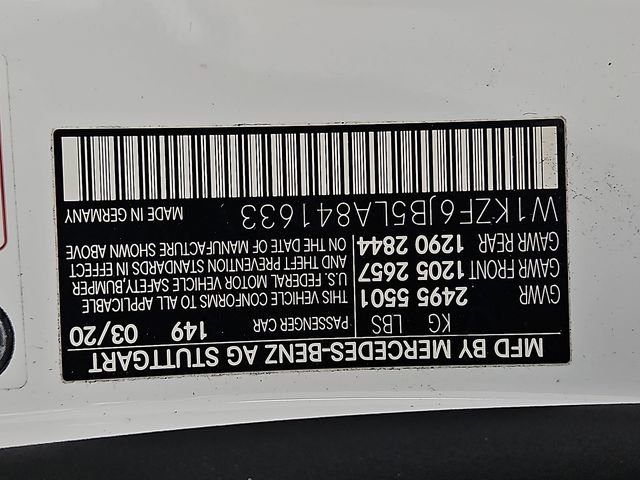 MFD BY MERCEDES-BENZ AG STUTTGART
KG LBS
GVWR 2495 5501
GAWR FRONT 1205 2657
GAWR REAR 1290 2844
PASSENGER CAR 149 03/20
THIS VEHICLE CONFORMS TO ALL APPLICABLE
U.S. FEDERAL MOTOR VEHICLE SAFETY,BUMPER
AND THEFT PREVENTION STANDARDS IN EFFECT
ON THE DATE OF MANUFACTURE SHOWN ABOVE
W1KZF6JB5LA841633 MADE IN GERMANY